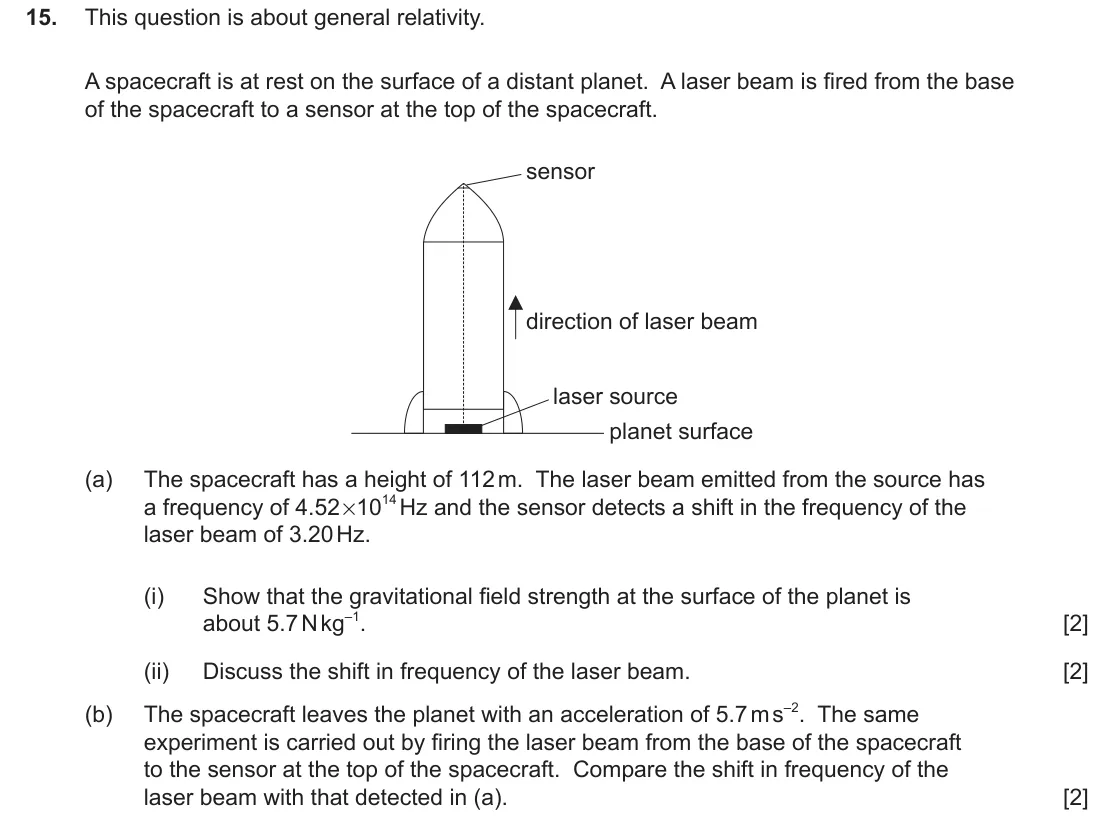 15. This question is about general relativity.
A spacecraft is at rest on the surface of a distant planet. A laser beam is fired from the base
of the spacecraft to a sensor at the top of the spacecraft.
sensor
direction of laser beam
laser source
planet surface
(a) The spacecraft has a height of 112 m. The laser beam emitted from the source has
a frequency of 4.52×10¹⁴ Hz and the sensor detects a shift in the frequency of the
laser beam of 3.20 Hz.
(i) Show that the gravitational field strength at the surface of the planet is
about 5.7 N kg⁻¹. [2]
(ii) Discuss the shift in frequency of the laser beam. [2]
(b) The spacecraft leaves the planet with an acceleration of 5.7 m s⁻². The same
experiment is carried out by firing the laser beam from the base of the spacecraft
to the sensor at the top of the spacecraft. Compare the shift in frequency of the
laser beam with that detected in (a). [2]